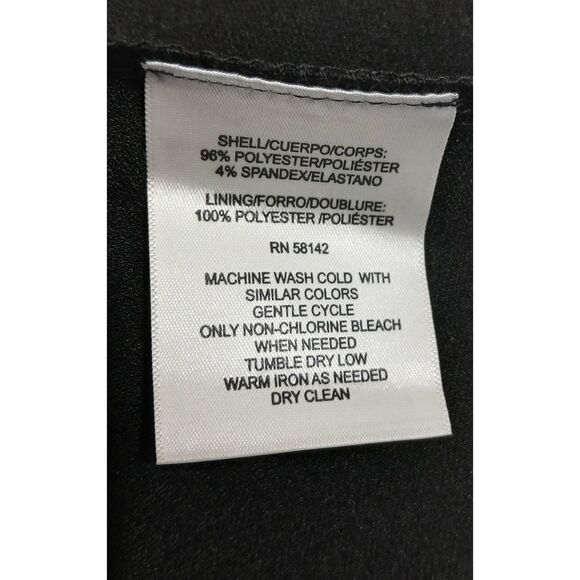 SHELL/CUERPO/CORPS:
96% POLYESTER/POLIÉSTER
4% SPANDEX/ELASTANO
LINING/FORRO/DOUBLURE:
100% POLYESTER /POLIÉSTER
RN 58142
MACHINE WASH COLD WITH
SIMILAR COLORS
GENTLE CYCLE
ONLY NON-CHLORINE BLEACH
WHEN NEEDED
TUMBLE DRY LOW
WARM IRON AS NEEDED
DRY CLEAN